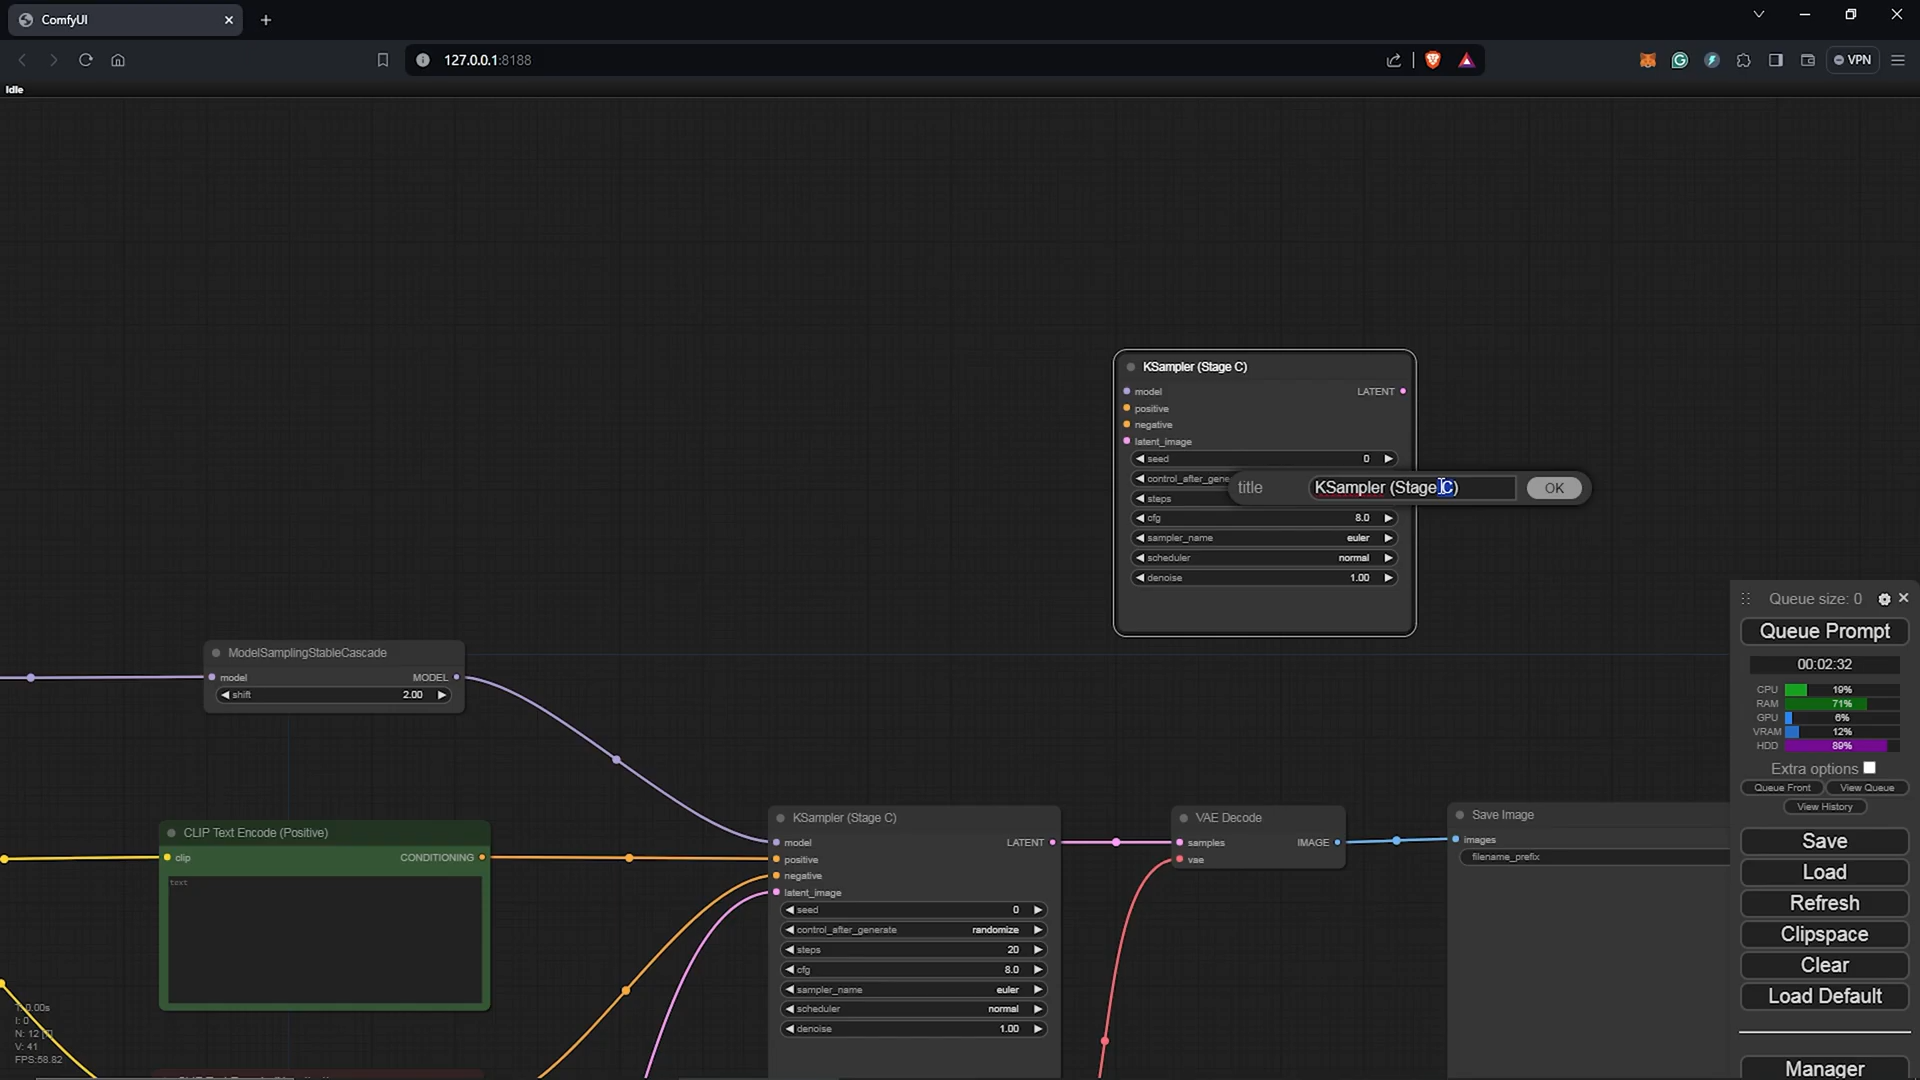 ComfyUI
127.0.0.1:8188
VPN
Idle
KSampler (Stage C)
model
LATENT
positive
negative
latent_image
seed
0
control_after_gene
title
KSampler (Stage C)
OK
steps
cfg
8.0
sampler_name
euler
scheduler
normal
denoise
1.00
ModelSamplingStableCascade
model
MODEL
shift
2.00
CLIP Text Encode (Positive)
clip
CONDITIONING
text
KSampler (Stage C)
model
LATENT
positive
negative
latent_image
seed
0
control_after_generate
randomize
steps
20
cfg
8.0
sampler_name
euler
scheduler
normal
denoise
1.00
VAE Decode
samples
IMAGE
vae
Save Image
images
filename_prefix
Queue size: 0
Queue Prompt
00:02:32
CPU
19%
RAM
71%
GPU
6%
VRAM
12%
HDD
89%
Extra options
Queue Front
View Queue
View History
Save
Load
Refresh
Clipspace
Clear
Load Default
Manager
I: 0
V: 41
FPS:58.82